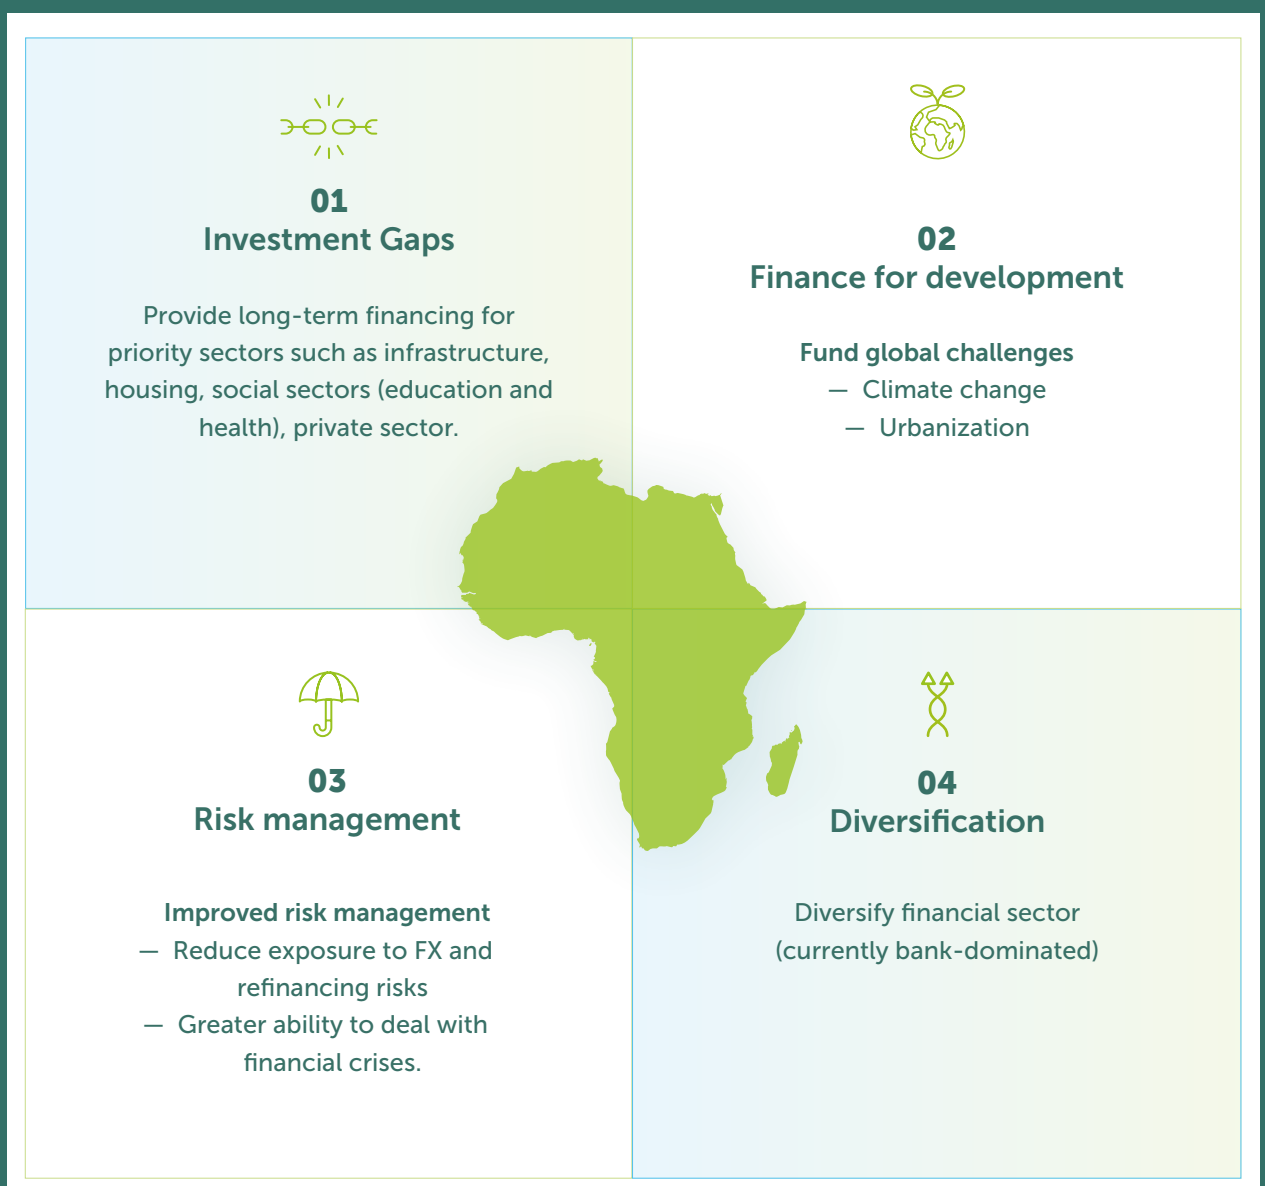 01
Investment Gaps
Provide long-term financing for
priority sectors such as infrastructure,
housing, social sectors (education and
health), private sector.
02
Finance for development
Fund global challenges
— Climate change
— Urbanization
03
Risk management
Improved risk management
— Reduce exposure to FX and
refinancing risks
— Greater ability to deal with
financial crises.
04
Diversification
Diversify financial sector
(currently bank-dominated)